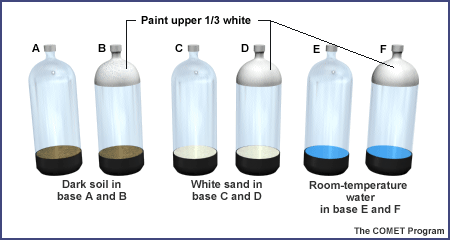 Paint upper 1/3 white
A B C D E F
Dark soil in
base A and B
White sand in
base C and D
Room-temperature
water
in base E and F
The COMET Program